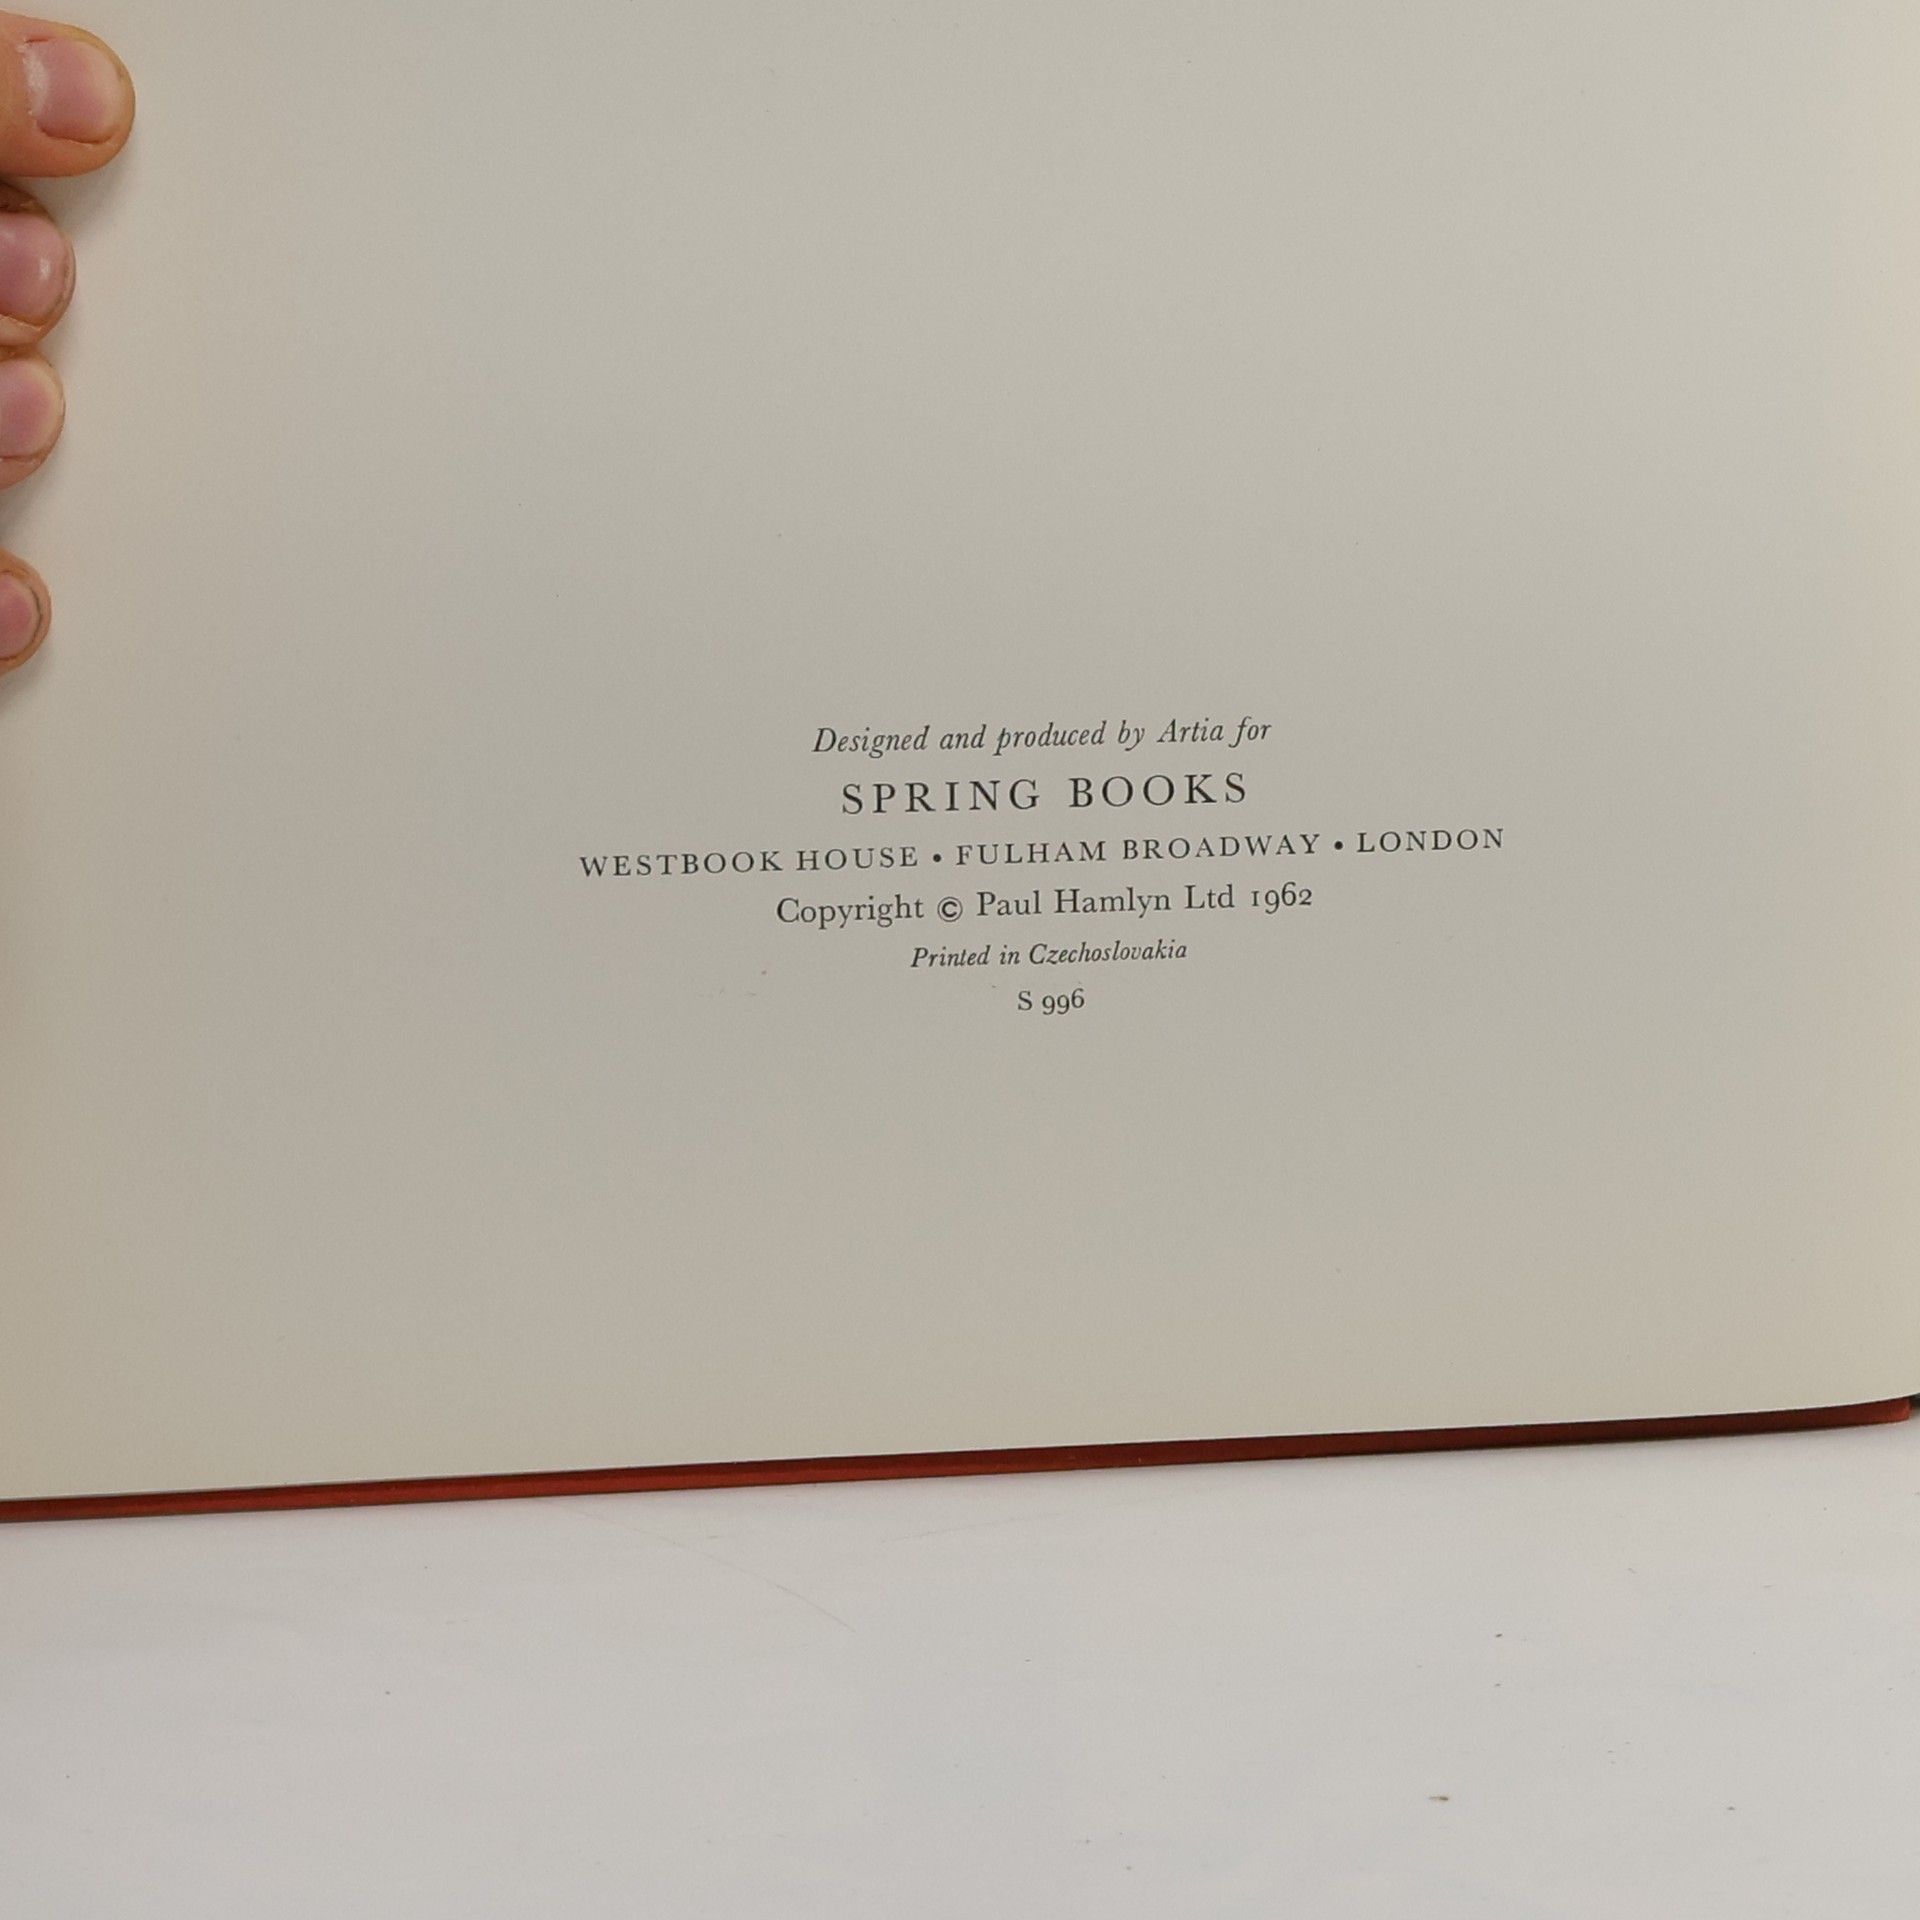 Designed and produced by Artia for
SPRING BOOKS
WESTBOOK HOUSE • FULHAM BROADWAY • LONDON
Copyright © Paul Hamlyn Ltd 1962
Printed in Czechoslovakia
S 996